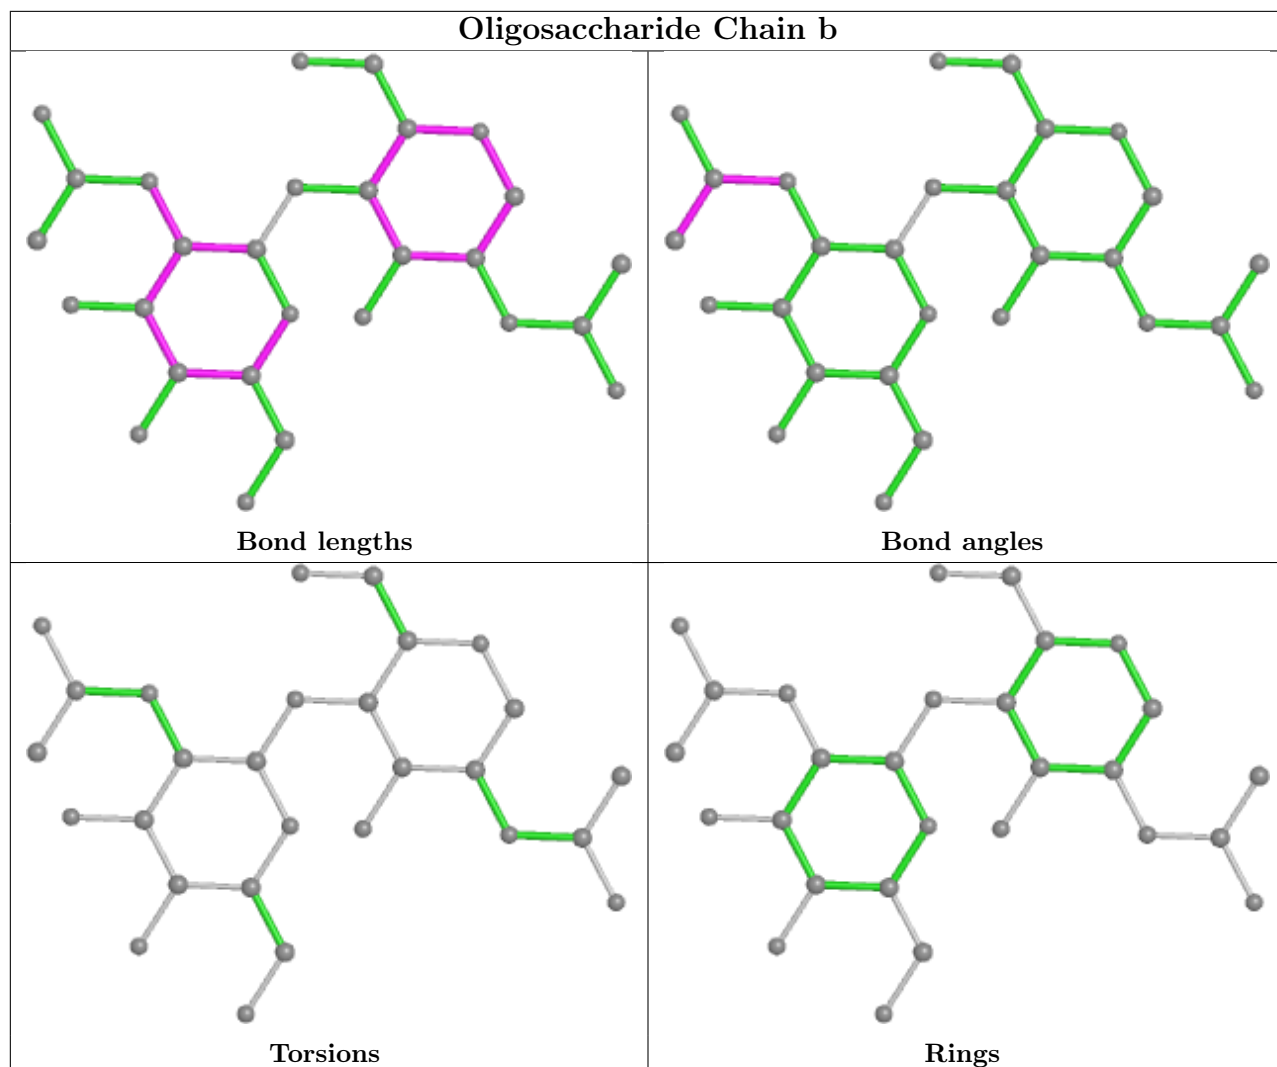 Oligosaccharide Chain b
Bond lengths
Bond angles
Torsions
Rings